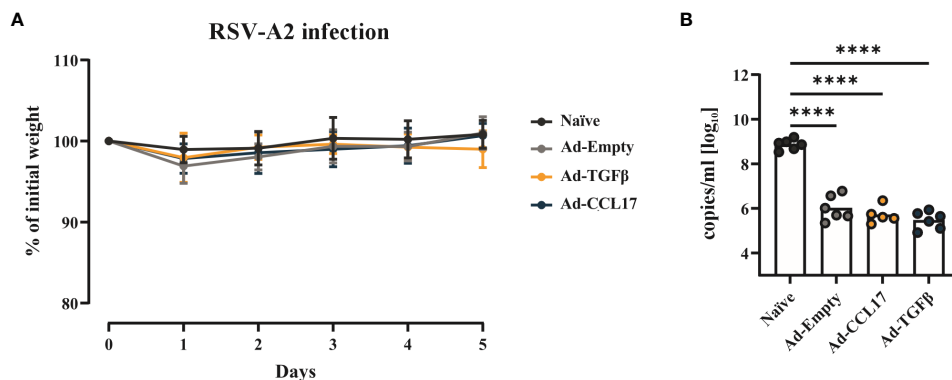 A
RSV-A2 infection
% of initial weight
110
100
90
80
0 1 2 3 4 5
Days
Naïve
Ad-Empty
Ad-TGFβ
Ad-CCL17
B
****
****
****
copies/ml [log₁₀]
12
10
8
6
4
Naïve
Ad-Empty
Ad-CCL17
Ad-TGFβ